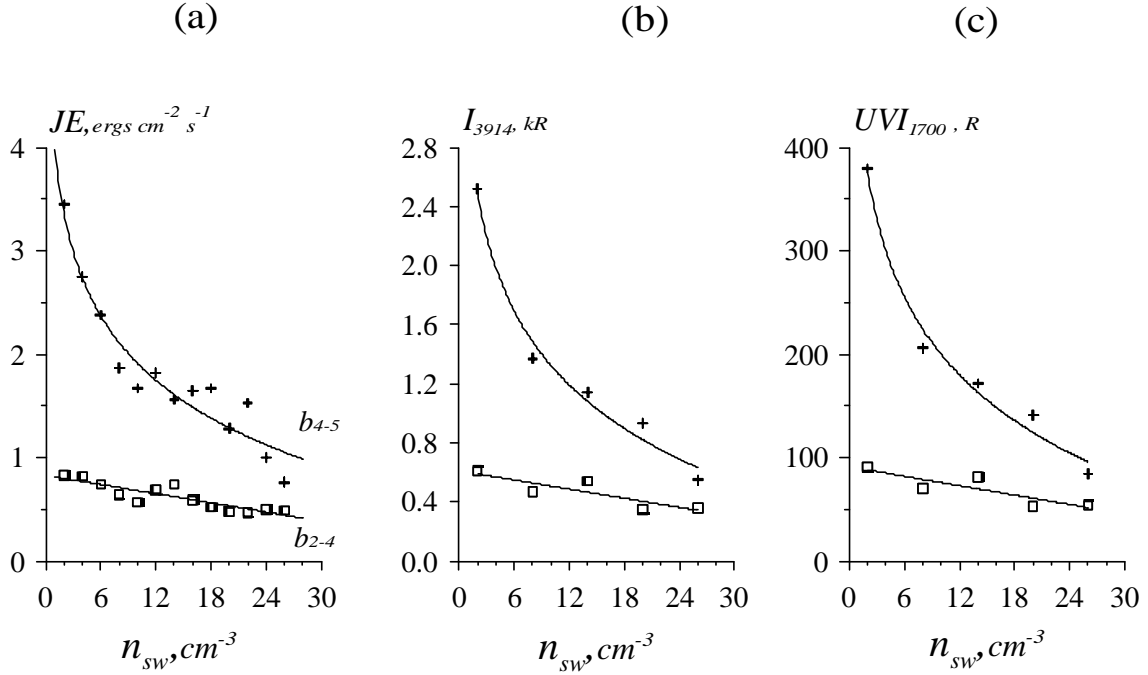 (a) (b) (c)
JE, ergs cm⁻² s⁻¹ I₃₉₁₄, kR UVI₁₇₀₀, R
4 2.8 400
2.4
3 300
2.0
b₄₋₅
1.6
2 200
1.2
1 0.8 100
b₂₋₄
0.4
0 0.0 0
0 6 12 18 24 30 0 6 12 18 24 30 0 6 12 18 24 30
n_sw, cm⁻³ n_sw, cm⁻³ n_sw, cm⁻³